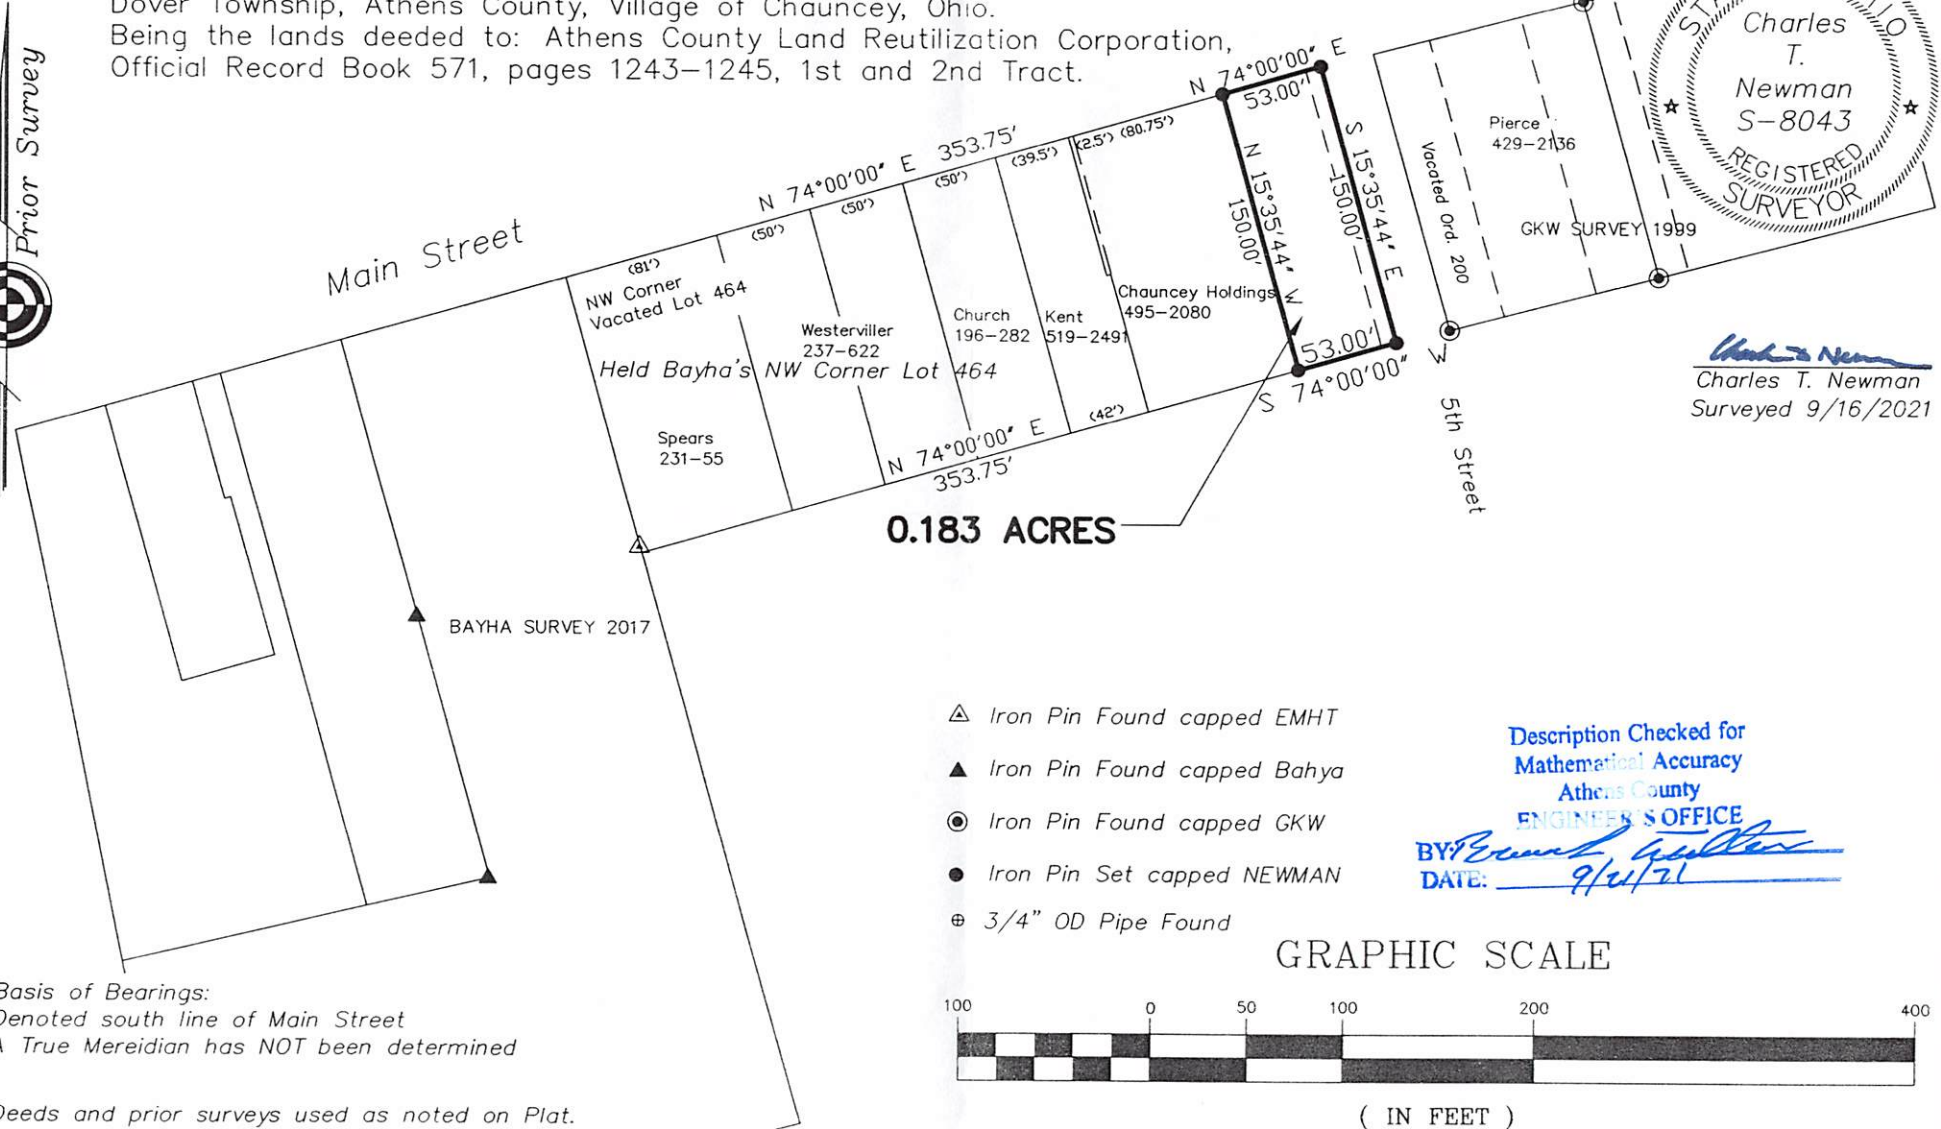 Dover Township, Athens County, Village of Chauncey, Ohio.
Being the lands deeded to: Athens County Land Reutilization Corporation,
Official Record Book 571, pages 1243-1245, 1st and 2nd Tract.
Prior Survey
Main Street
N 74°00'00" E 353.75'
(81')
(50')
(50')
(50')
(39.5')
(2.5')
(80.75')
N 74°00'00" E
53.00'
N 15°35'44" W
150.00'
S 15°35'44" E
150.00'
53.00'
S 74°00'00" W
NW Corner
Vacated Lot 464
Westerviller
237-622
Church
196-282
Kent
519-2491
Chauncey Holdings
495-2080
Held Bayha's NW Corner Lot 464
Spears
231-55
N 74°00'00" E
353.75'
(42')
0.183 ACRES
5th Street
Vacated Ord. 200
Pierce
429-2136
GKW SURVEY 1999
Charles
T.
Newman
S-8043
REGISTERED
SURVEYOR
Charles T. Newman
Surveyed 9/16/2021
BAYHA SURVEY 2017
Iron Pin Found capped EMHT
Iron Pin Found capped Bahya
Iron Pin Found capped GKW
Iron Pin Set capped NEWMAN
3/4" OD Pipe Found
Description Checked for
Mathematical Accuracy
Athens County
ENGINEER'S OFFICE
BY:
DATE: 9/21/21
GRAPHIC SCALE
100 0 50 100 200 400
( IN FEET )
Basis of Bearings:
Denoted south line of Main Street
A True Mereidian has NOT been determined
Deeds and prior surveys used as noted on Plat.